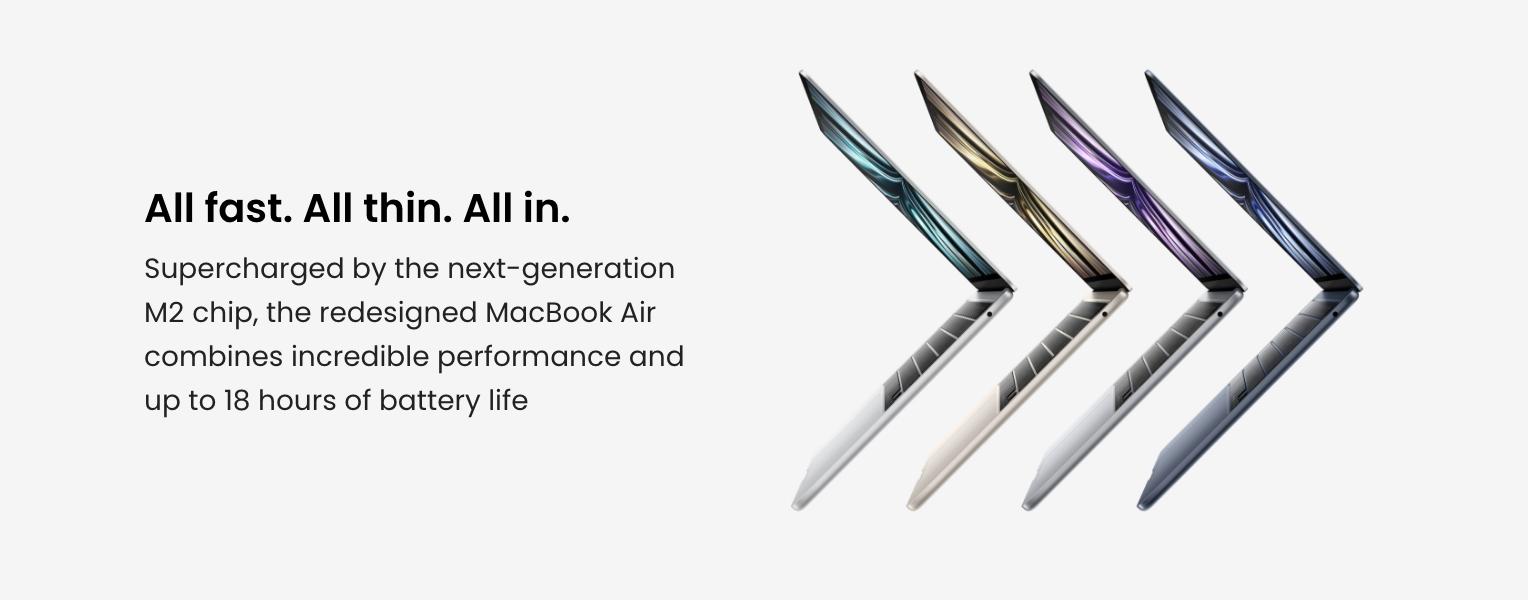 All fast. All thin. All in.
Supercharged by the next-generation
M2 chip, the redesigned MacBook Air
combines incredible performance and
up to 18 hours of battery life